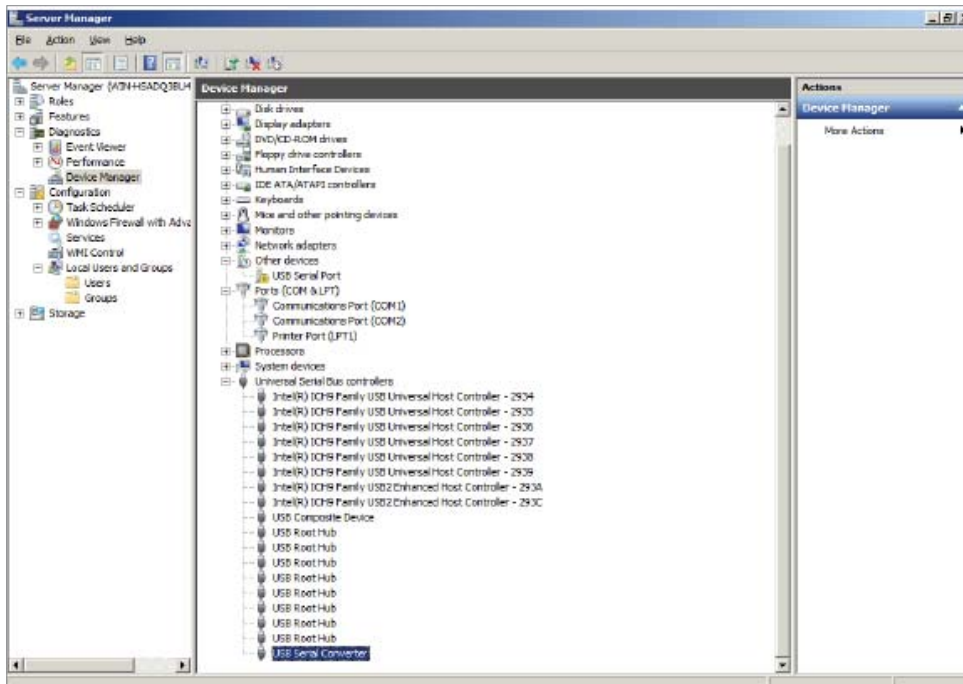 Server Manager
File Action View Help
Server Manager (WIN-HSADQ3BLH
Roles
Features
Diagnostics
Event Viewer
Performance
Device Manager
Configuration
Task Scheduler
Windows Firewall with Adva
Services
WMI Control
Local Users and Groups
Users
Groups
Storage
Device Manager
Disk drives
Display adapters
DVD/CD-ROM drives
Floppy drive controllers
Human Interface Devices
IDE ATA/ATAPI controllers
Keyboards
Mice and other pointing devices
Monitors
Network adapters
Other devices
USB Serial Port
Ports (COM & LPT)
Communications Port (COM1)
Communications Port (COM2)
Printer Port (LPT1)
Processors
System devices
Universal Serial Bus controllers
Intel(R) ICH9 Family USB Universal Host Controller - 2934
Intel(R) ICH9 Family USB Universal Host Controller - 2935
Intel(R) ICH9 Family USB Universal Host Controller - 2936
Intel(R) ICH9 Family USB Universal Host Controller - 2937
Intel(R) ICH9 Family USB Universal Host Controller - 2938
Intel(R) ICH9 Family USB Universal Host Controller - 2939
Intel(R) ICH9 Family USB2 Enhanced Host Controller - 293A
Intel(R) ICH9 Family USB2 Enhanced Host Controller - 293C
USB Composite Device
USB Root Hub
USB Root Hub
USB Root Hub
USB Root Hub
USB Root Hub
USB Root Hub
USB Root Hub
USB Root Hub
USB Serial Converter
Actions
Device Manager
More Actions